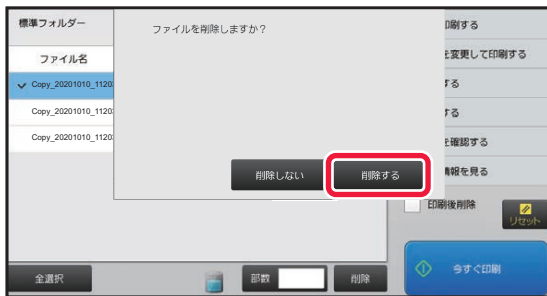 標準フォルダー
ファイル名
Copy_20201010_1120
Copy_20201010_1120
Copy_20201010_1120
ファイルを削除しますか?
削除しない
削除する
印刷する
を変更して印刷する
する
する
を確認する
情報を見る
印刷後削除
リセット
全選択
部数
削除
今すぐ印刷